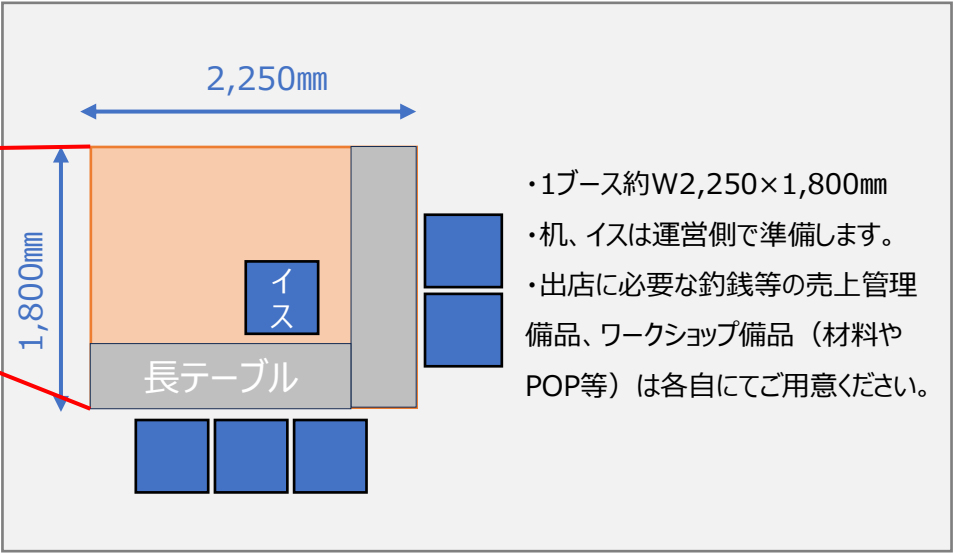 2,250㎜
1,800㎜
イス
長テーブル
・1ブース約W2,250×1,800㎜
・机、イスは運営側で準備します。
・出店に必要な釣銭等の売上管理
備品、ワークショップ備品（材料や
POP等）は各自にてご用意ください。